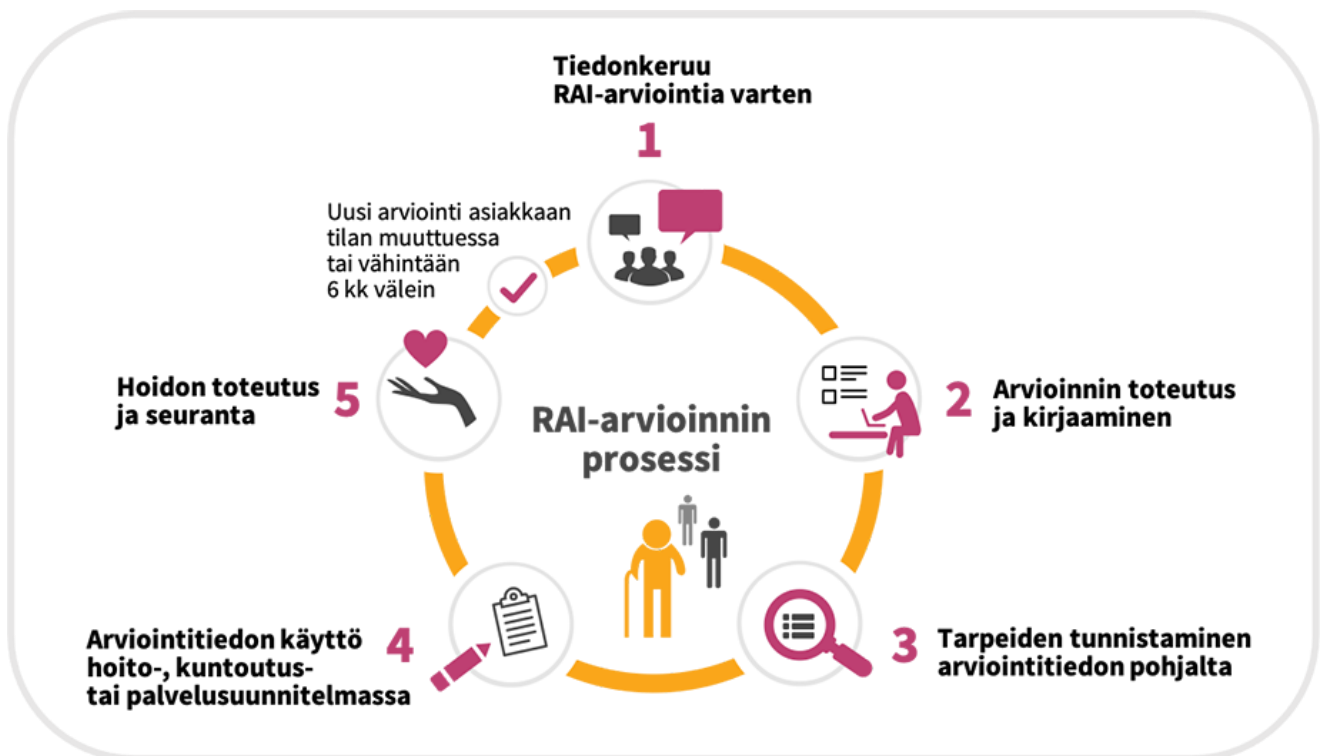 Tiedonkeruu
RAI-arviointia varten
1
Uusi arviointi asiakkaan
tilan muuttuessa
tai vähintään
6 kk välein
2
Arvioinnin toteutus
ja kirjaaminen
Hoidon toteutus
ja seuranta
5
RAI-arvioinnin
prosessi
3
Tarpeiden tunnistaminen
arviointitiedon pohjalta
Arviointitiedon käyttö
hoito-, kuntoutus-
tai palvelusuunnitelmassa
4